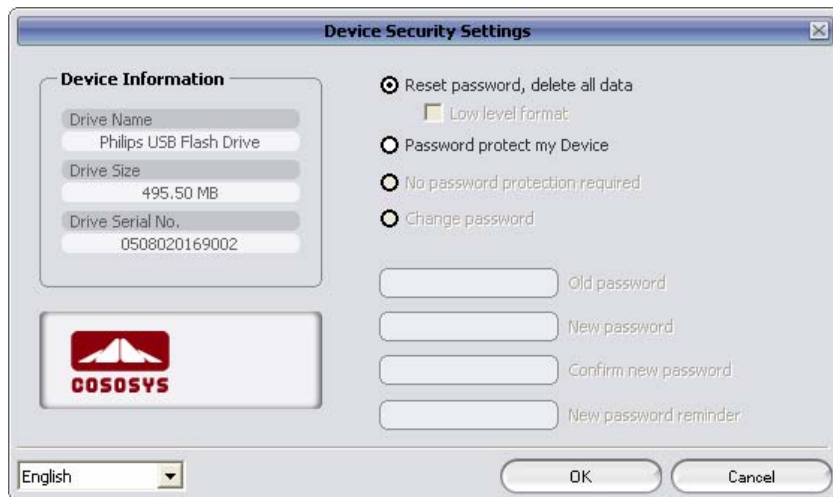 Device Security Settings
Device Information
Drive Name
Philips USB Flash Drive
Drive Size
495.50 MB
Drive Serial No.
0508020169002
COSOSYS
Reset password, delete all data
Low level format
Password protect my Device
No password protection required
Change password
Old password
New password
Confirm new password
New password reminder
English
OK
Cancel